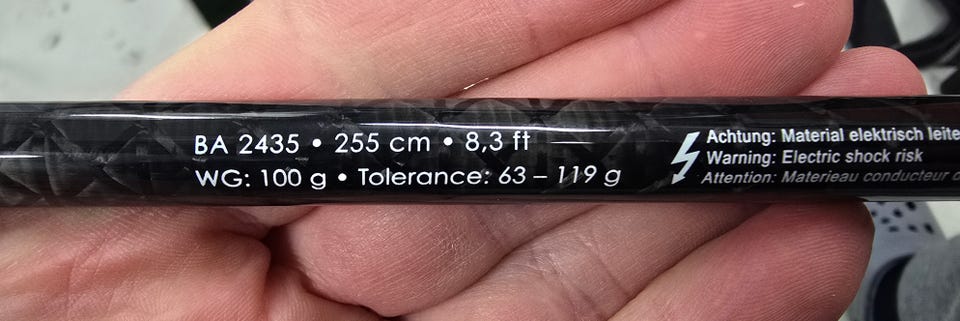 BA 2435 • 255 cm • 8,3 ft
WG: 100 g • Tolerance: 63 – 119 g
Achtung: Material elektrisch leite
Warning: Electric shock risk
Attention: Materieau conducteur